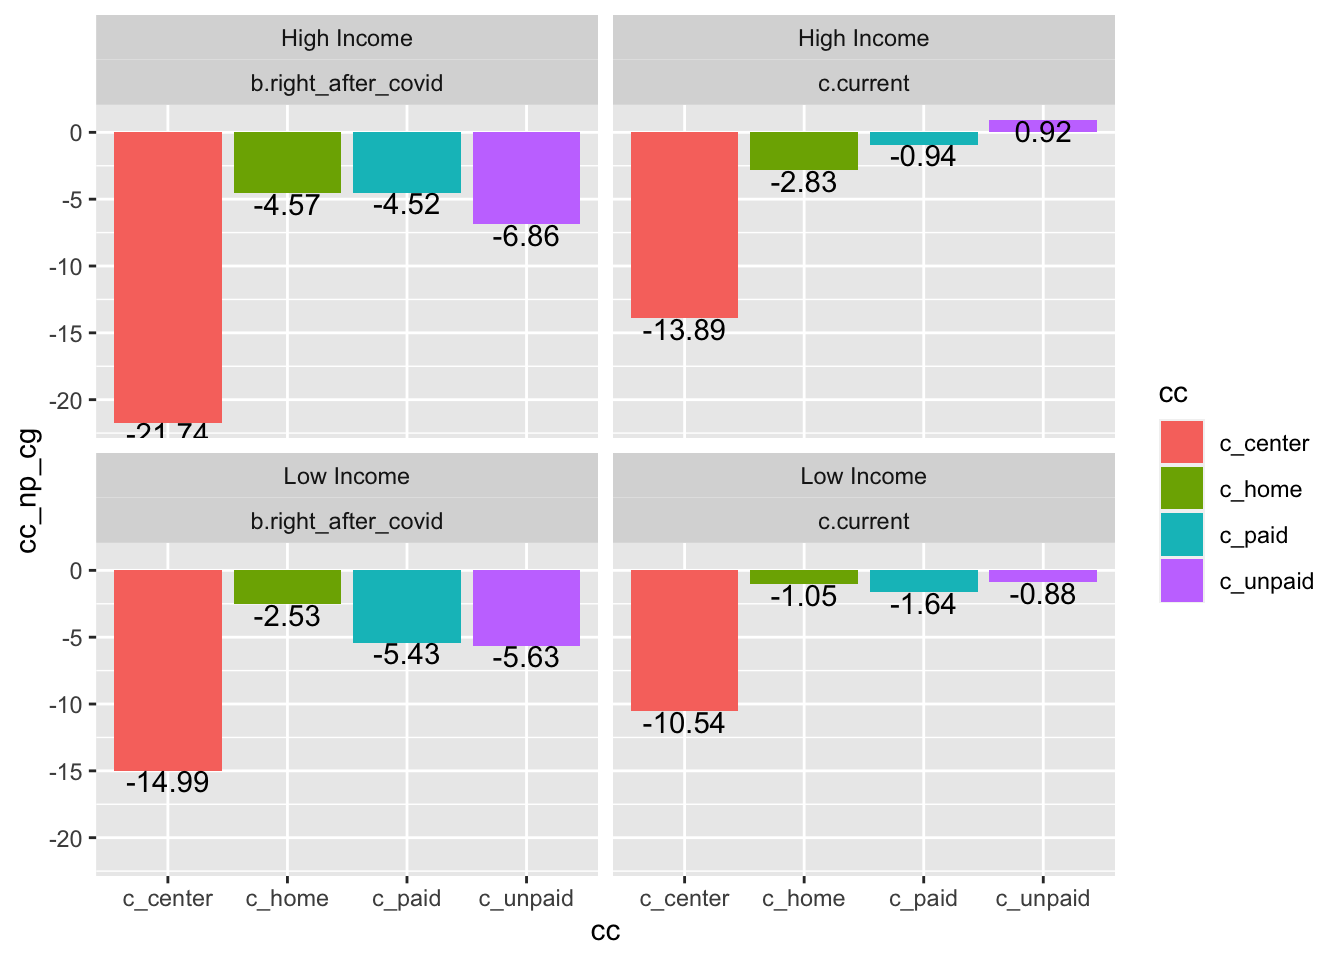 High Income
High Income
b.right_after_covid
c.current
0
-5
-10
-15
-20
-21.74
-4.57
-4.52
-6.86
-13.89
-2.83
-0.94
0.92
cc_np_cg
Low Income
Low Income
b.right_after_covid
c.current
0
-5
-10
-15
-20
-14.99
-2.53
-5.43
-5.63
-10.54
-1.05
-1.64
-0.88
c_center
c_home
c_paid
c_unpaid
c_center
c_home
c_paid
c_unpaid
cc
cc
c_center
c_home
c_paid
c_unpaid